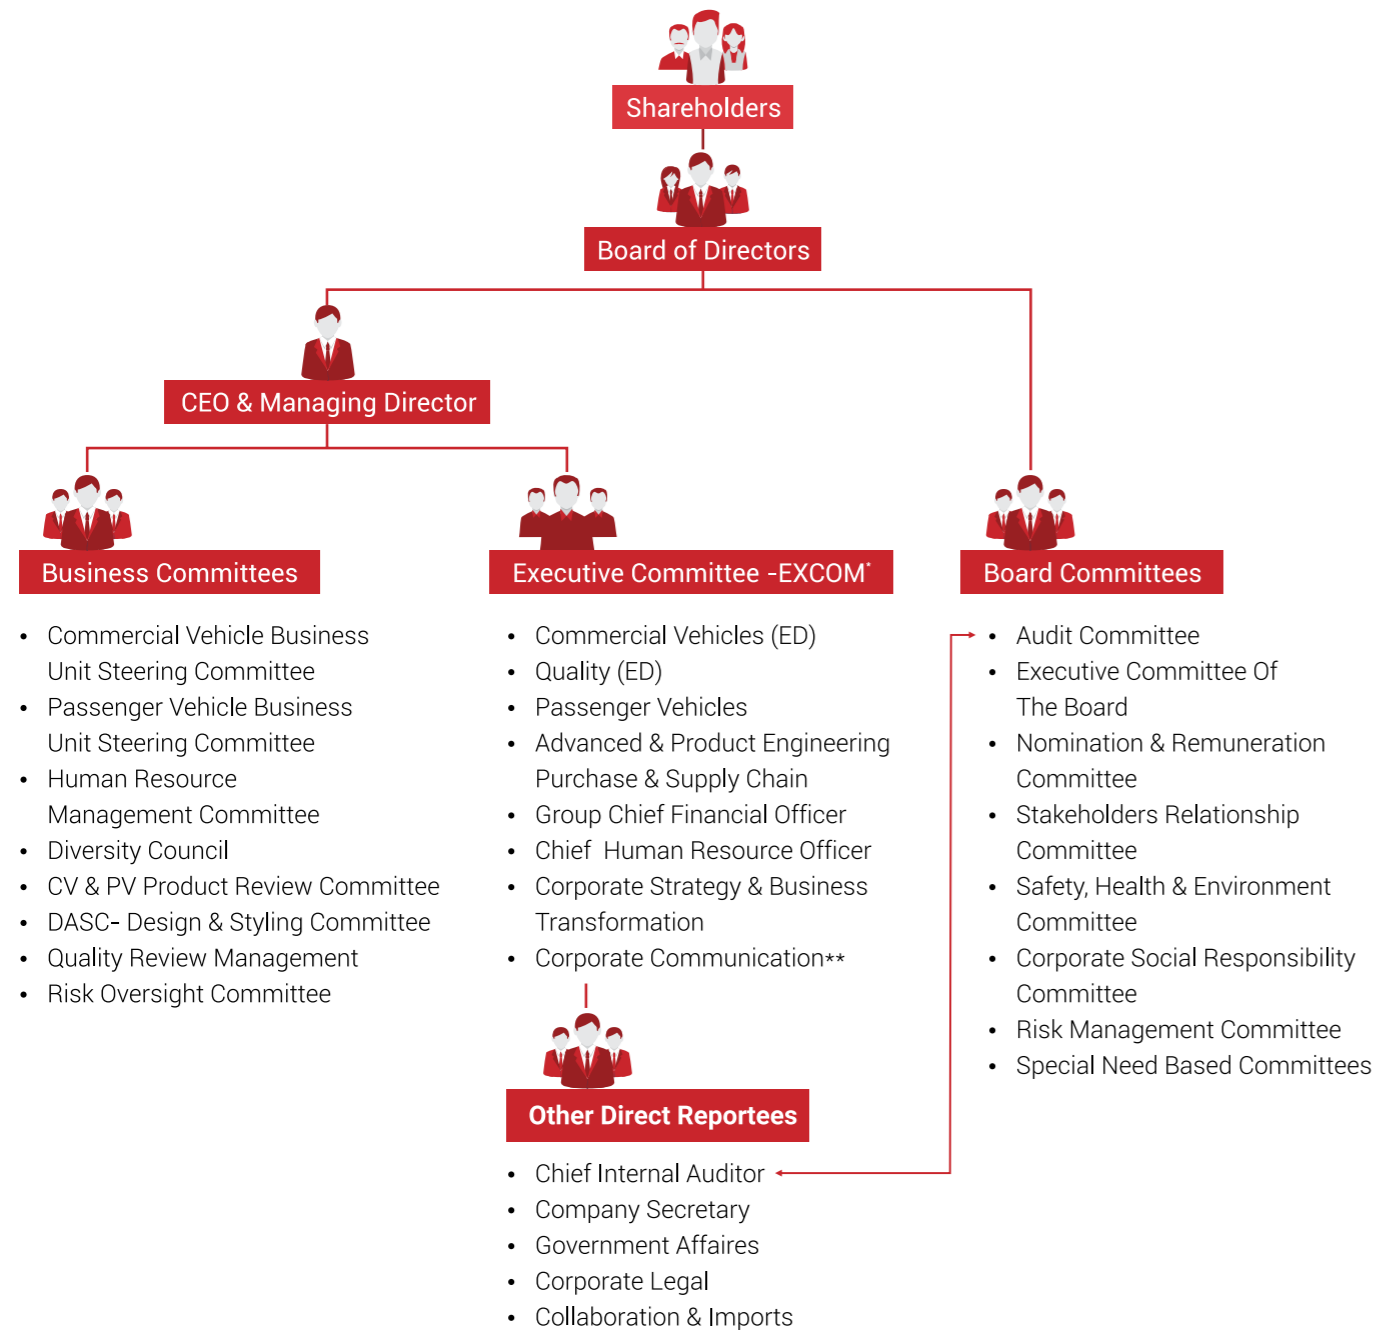 Shareholders
Board of Directors
CEO & Managing Director
Business Committees
• Commercial Vehicle Business
Unit Steering Committee
• Passenger Vehicle Business
Unit Steering Committee
• Human Resource
Management Committee
• Diversity Council
• CV & PV Product Review Committee
• DASC- Design & Styling Committee
• Quality Review Management
• Risk Oversight Committee
Executive Committee -EXCOM*
• Commercial Vehicles (ED)
• Quality (ED)
• Passenger Vehicles
• Advanced & Product Engineering
Purchase & Supply Chain
• Group Chief Financial Officer
• Chief Human Resource Officer
• Corporate Strategy & Business
Transformation
• Corporate Communication**
Other Direct Reportees
• Chief Internal Auditor
• Company Secretary
• Government Affaires
• Corporate Legal
• Collaboration & Imports
Board Committees
• Audit Committee
• Executive Committee Of
The Board
• Nomination & Remuneration
Committee
• Stakeholders Relationship
Committee
• Safety, Health & Environment
Committee
• Corporate Social Responsibility
Committee
• Risk Management Committee
• Special Need Based Committees